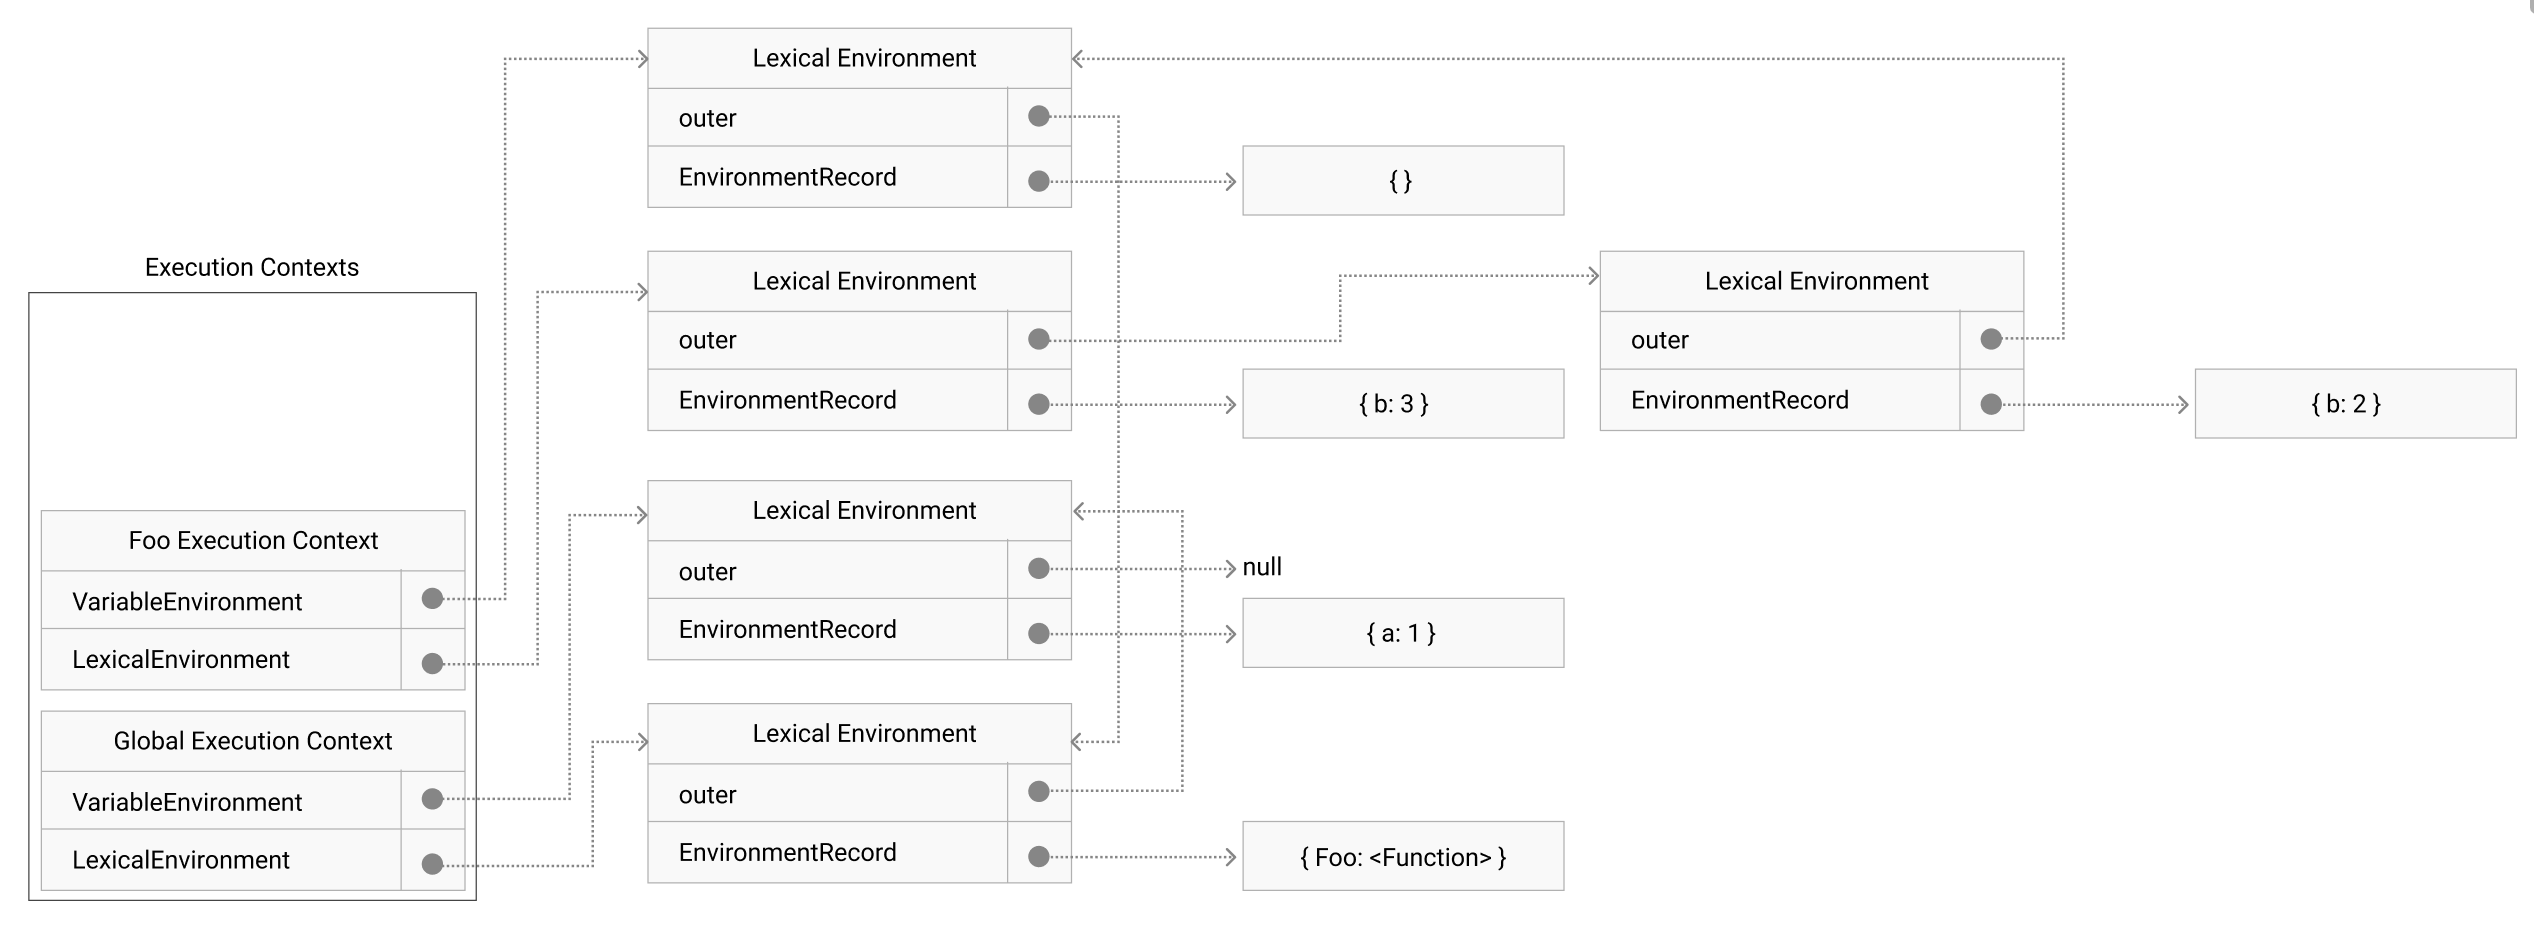 Lexical Environment
outer
EnvironmentRecord
{ }
Execution Contexts
Lexical Environment
outer
EnvironmentRecord
{ b: 3 }
Lexical Environment
outer
EnvironmentRecord
{ b: 2 }
Foo Execution Context
VariableEnvironment
LexicalEnvironment
Lexical Environment
outer
null
EnvironmentRecord
{ a: 1 }
Global Execution Context
VariableEnvironment
LexicalEnvironment
Lexical Environment
outer
EnvironmentRecord
{ Foo: <Function> }